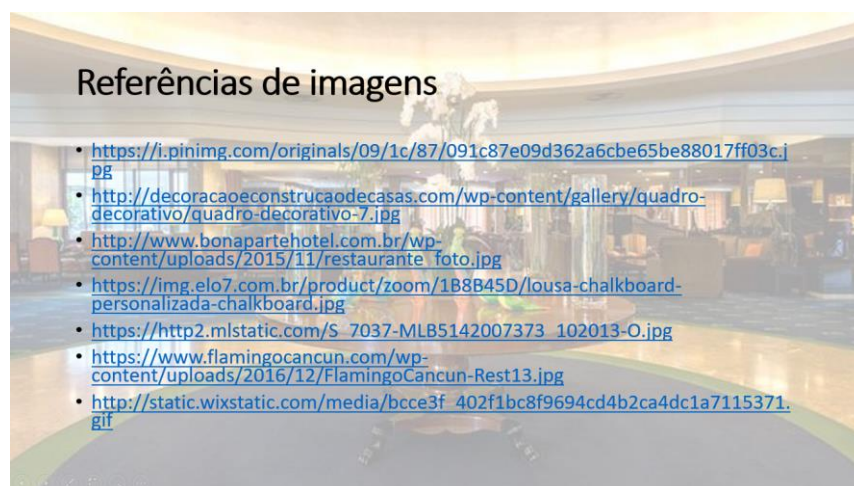 Referências de imagens
• https://i.pinimg.com/originals/09/1c/87/091c87e09d362a6cbe65be88017ff03c.j
pg
• http://decoracaoeconstrucaodecasas.com/wp-content/gallery/quadro-
decorativo/quadro-decorativo-7.jpg
• http://www.bonapartehotel.com.br/wp-
content/uploads/2015/11/restaurante_foto.jpg
• https://img.elo7.com.br/product/zoom/1B8B45D/lousa-chalkboard-
personalizada-chalkboard.jpg
• https://http2.mlstatic.com/S_7037-MLB5142007373_102013-O.jpg
• https://www.flamingocancun.com/wp-
content/uploads/2016/12/FlamingoCancun-Rest13.jpg
• http://static.wixstatic.com/media/bcce3f_402f1bc8f9694cd4b2ca4dc1a7115371.
gif